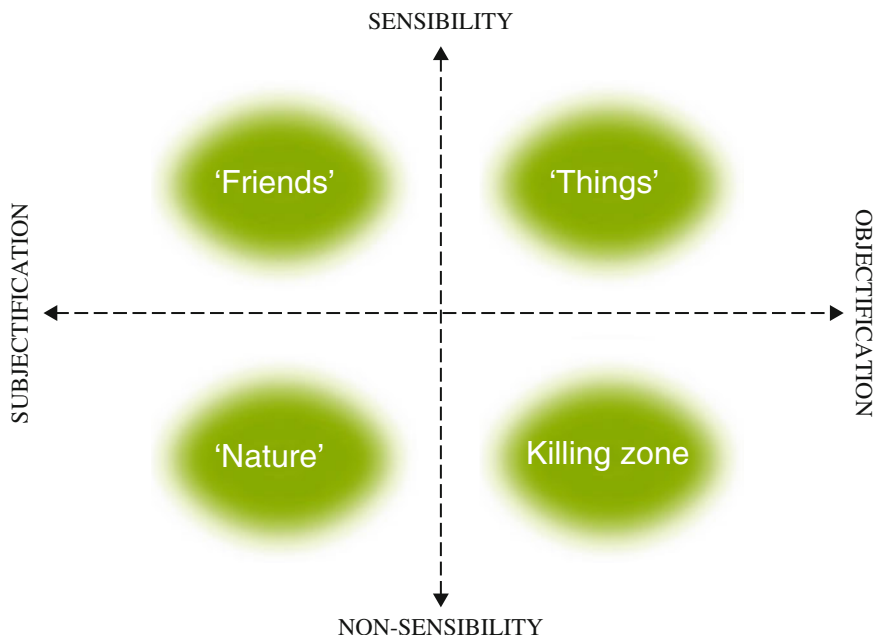 SENSIBILITY
‘Friends’
‘Things’
SUBJECTIFICATION
OBJECTIFICATION
‘Nature’
Killing zone
NON-SENSIBILITY